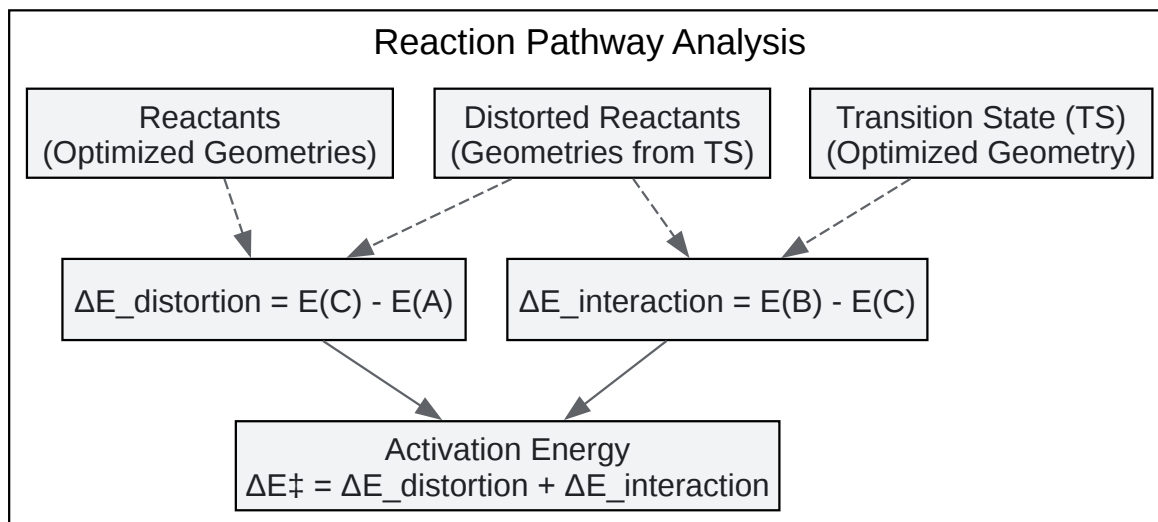 Reaction Pathway Analysis
Reactants
(Optimized Geometries)
Distorted Reactants
(Geometries from TS)
Transition State (TS)
(Optimized Geometry)
ΔE_distortion = E(C) - E(A)
ΔE_interaction = E(B) - E(C)
Activation Energy
ΔE‡ = ΔE_distortion + ΔE_interaction